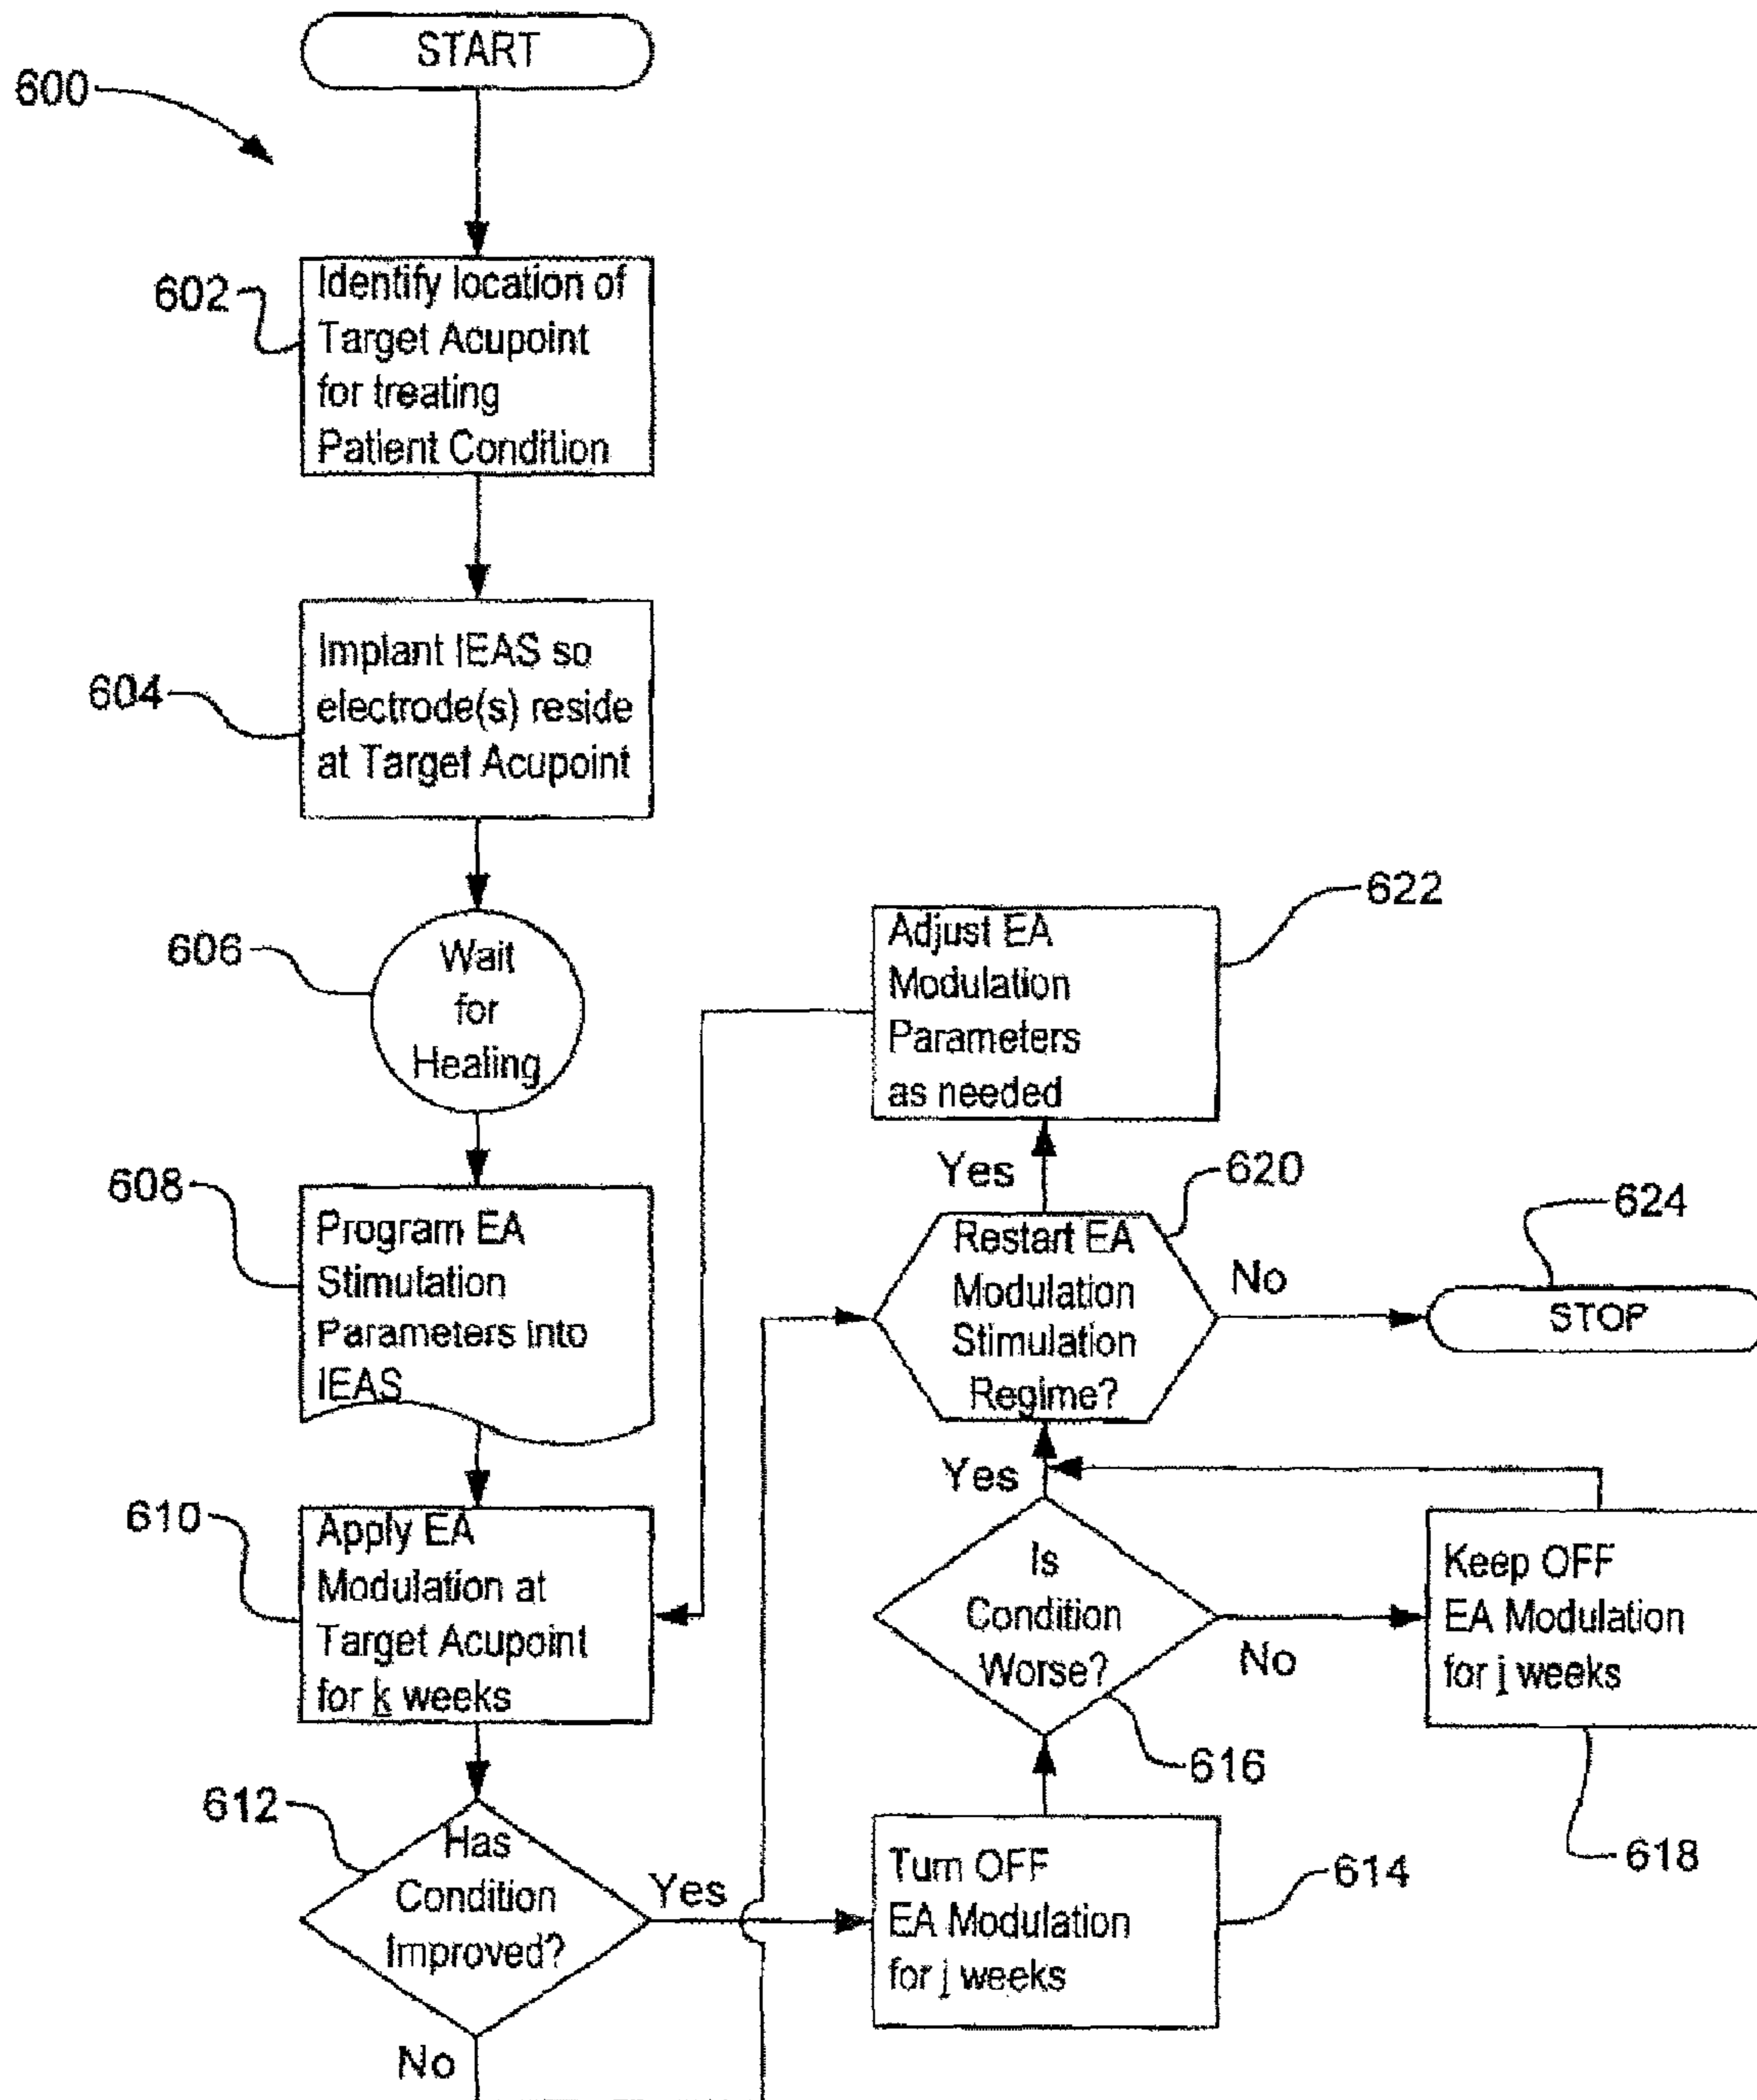 START
600
602
Identify location of
Target Acupoint
for treating
Patient Condition
604
Implant IEAS so
electrode(s) reside
at Target Acupoint
606
Wait
for
Healing
608
Program EA
Stimulation
Parameters into
IEAS
610
Apply EA
Modulation at
Target Acupoint
for k weeks
612
Has
Condition
Improved?
Yes
No
614
Turn OFF
EA Modulation
for j weeks
616
Is
Condition
Worse?
Yes
No
618
Keep OFF
EA Modulation
for j weeks
620
Restart EA
Modulation
Stimulation
Regime?
Yes
No
622
Adjust EA
Modulation
Parameters
as needed
624
STOP